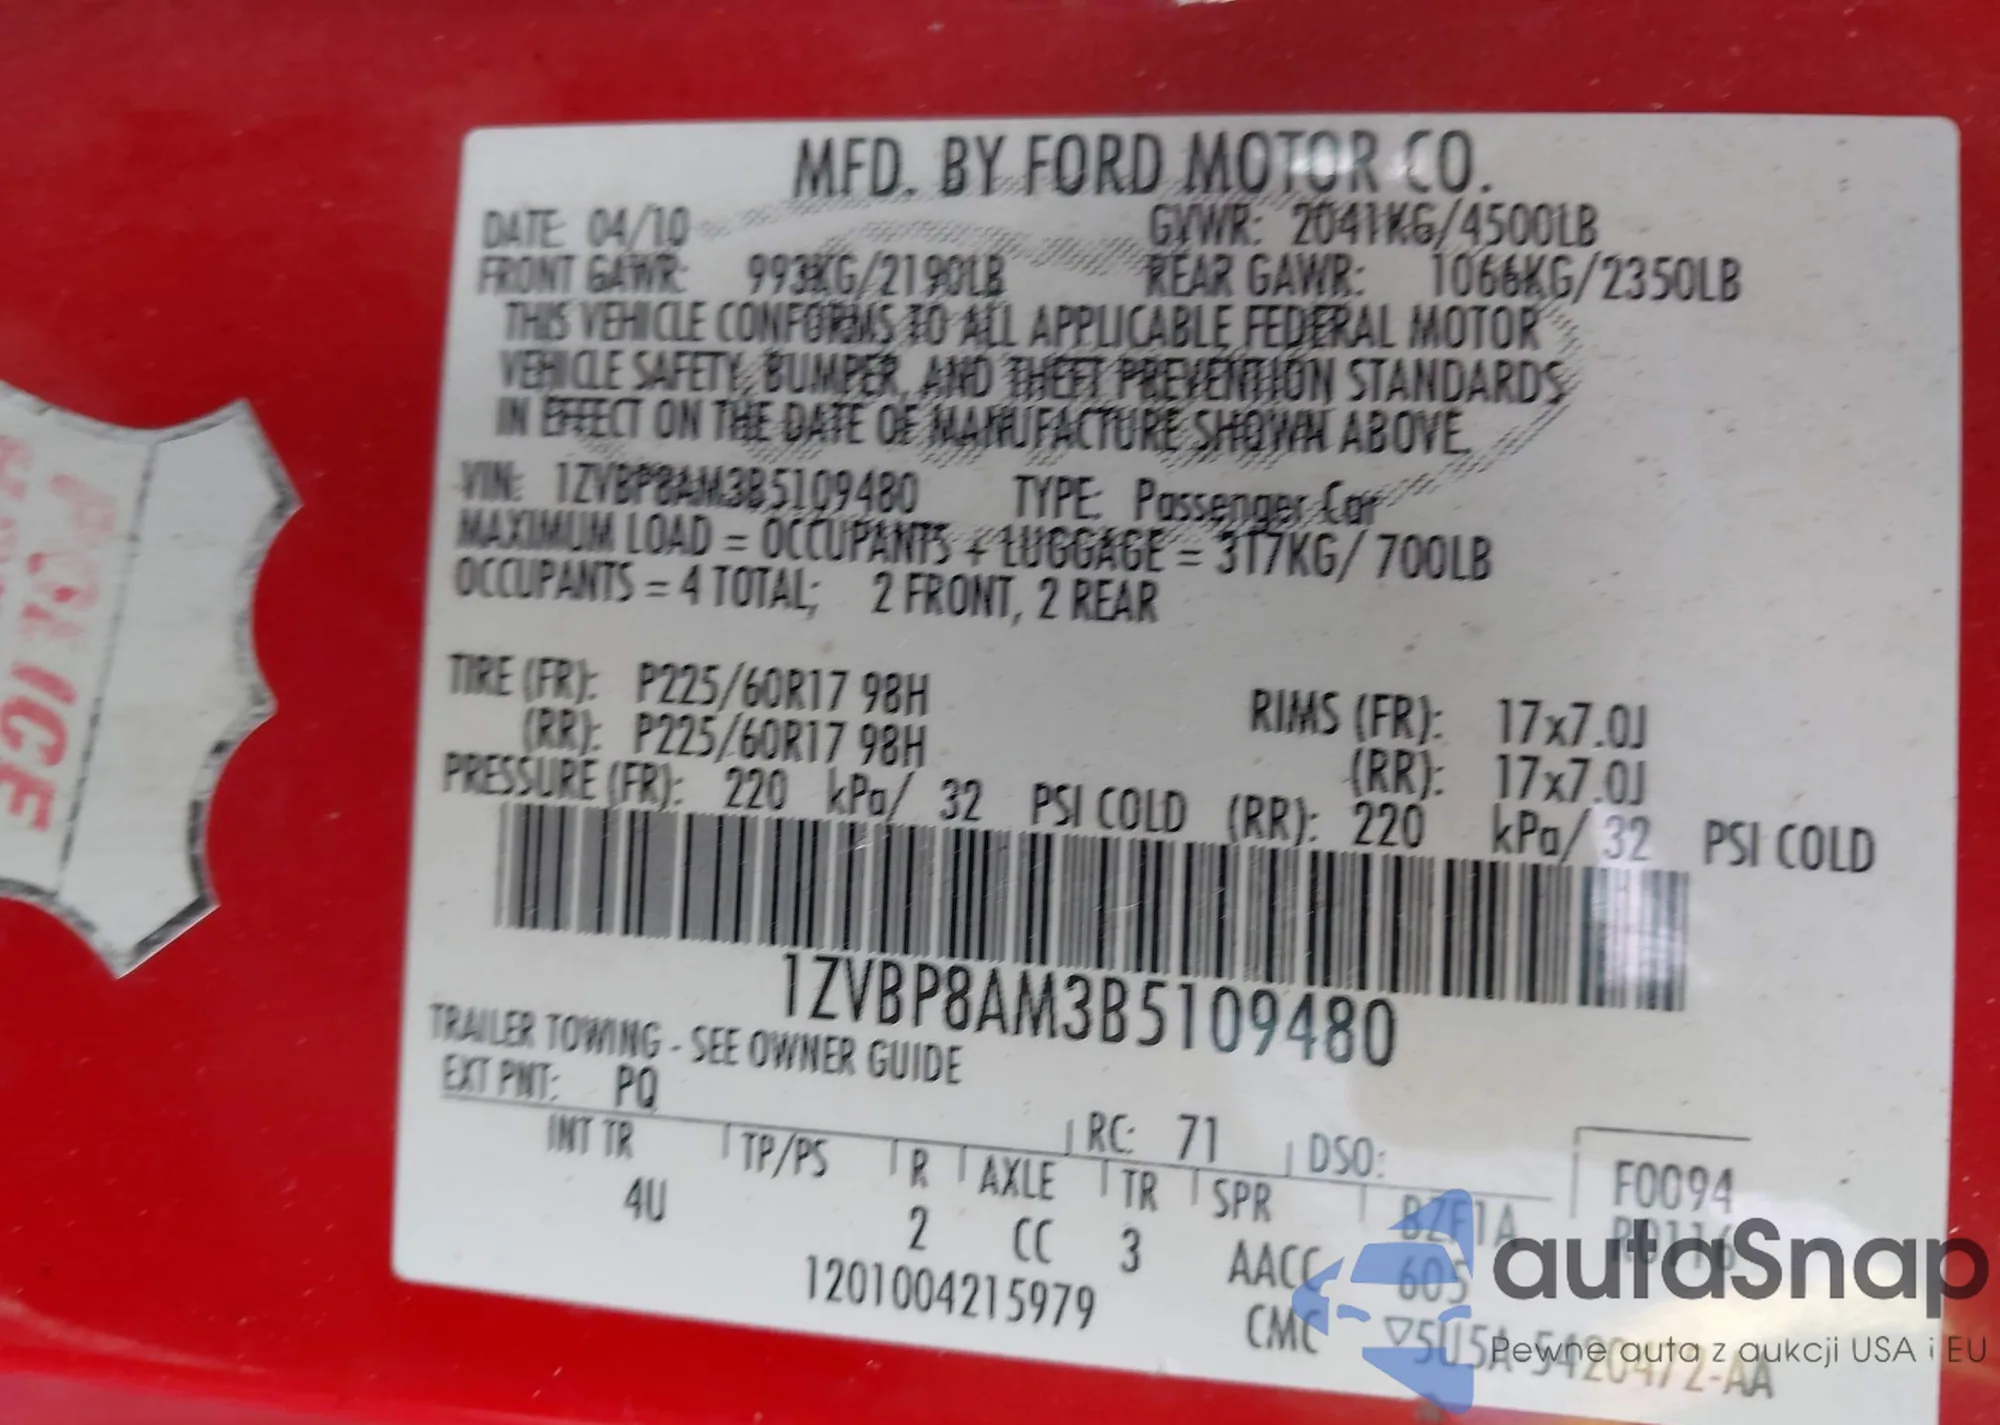 MFD. BY FORD MOTOR CO.
DATE: 04/10 GVWR: 2041KG/4500LB
FRONT GAWR: 993KG/2190LB REAR GAWR: 1066KG/2350LB
THIS VEHICLE CONFORMS TO ALL APPLICABLE FEDERAL MOTOR
VEHICLE SAFETY, BUMPER, AND THEFT PREVENTION STANDARDS
IN EFFECT ON THE DATE OF MANUFACTURE SHOWN ABOVE.
VIN: 1ZVBP8AM3B5109480 TYPE: Passenger Car
MAXIMUM LOAD = OCCUPANTS + LUGGAGE = 317KG/ 700LB
OCCUPANTS = 4 TOTAL; 2 FRONT, 2 REAR
TIRE (FR): P225/60R17 98H RIMS (FR): 17x7.0J
(RR): P225/60R17 98H (RR): 17x7.0J
PRESSURE (FR): 220 kPa/ 32 PSI COLD (RR): 220 kPa/ 32 PSI COLD
1ZVBP8AM3B5109480
TRAILER TOWING - SEE OWNER GUIDE
EXT PNT: PQ RC: 71 DSO: F0094
INT TR TP/PS R AXLE TR SPR R0116
4U 2 CC 3 AACC 605
1201004215979 CMC
POLICE
autaSnap
Pewne auta z aukcji USA i EU